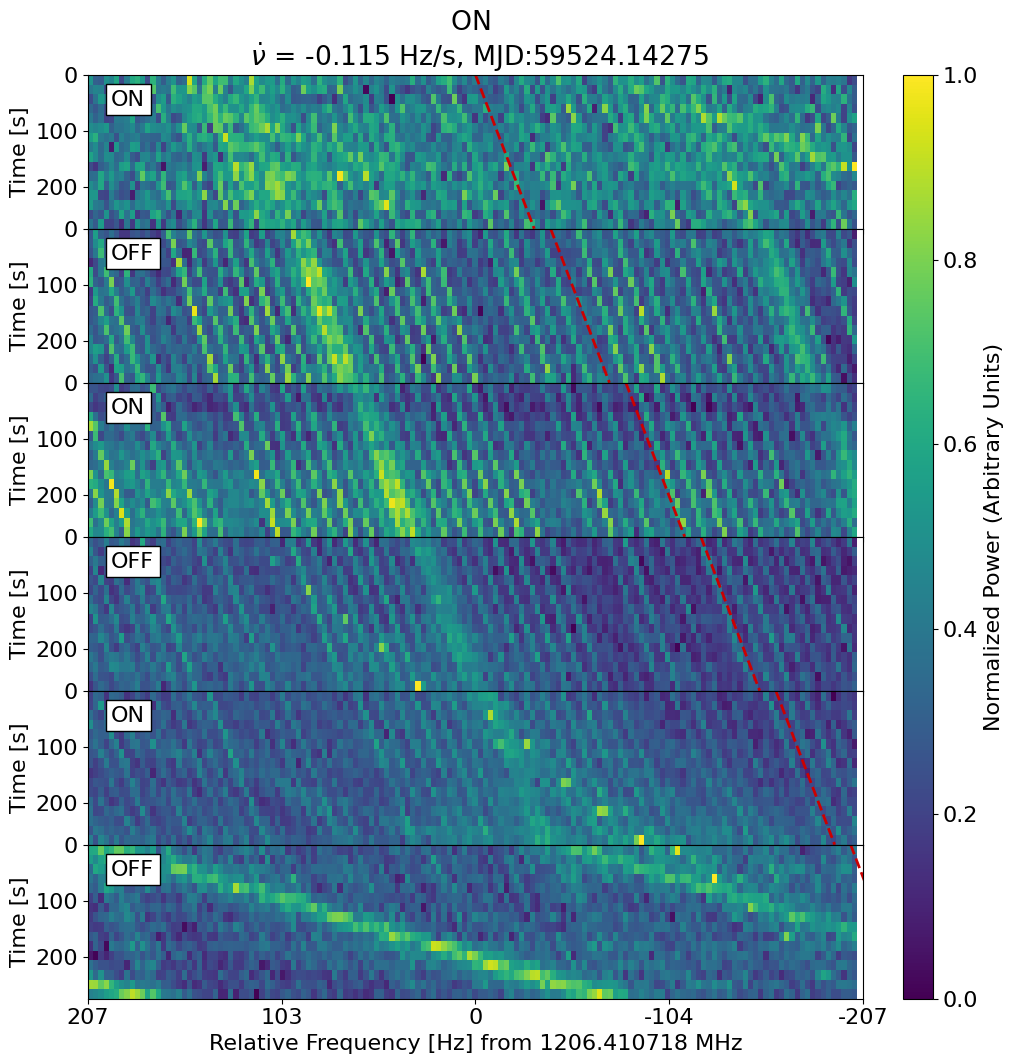 ON
ν̇ = -0.115 Hz/s, MJD:59524.14275
0
ON
100
200
Time [s]
0
OFF
100
200
Time [s]
0
ON
100
200
Time [s]
0
OFF
100
200
Time [s]
0
ON
100
200
Time [s]
0
OFF
100
200
Time [s]
207 103 0 -104 -207
Relative Frequency [Hz] from 1206.410718 MHz
1.0
0.8
0.6
0.4
0.2
0.0
Normalized Power (Arbitrary Units)